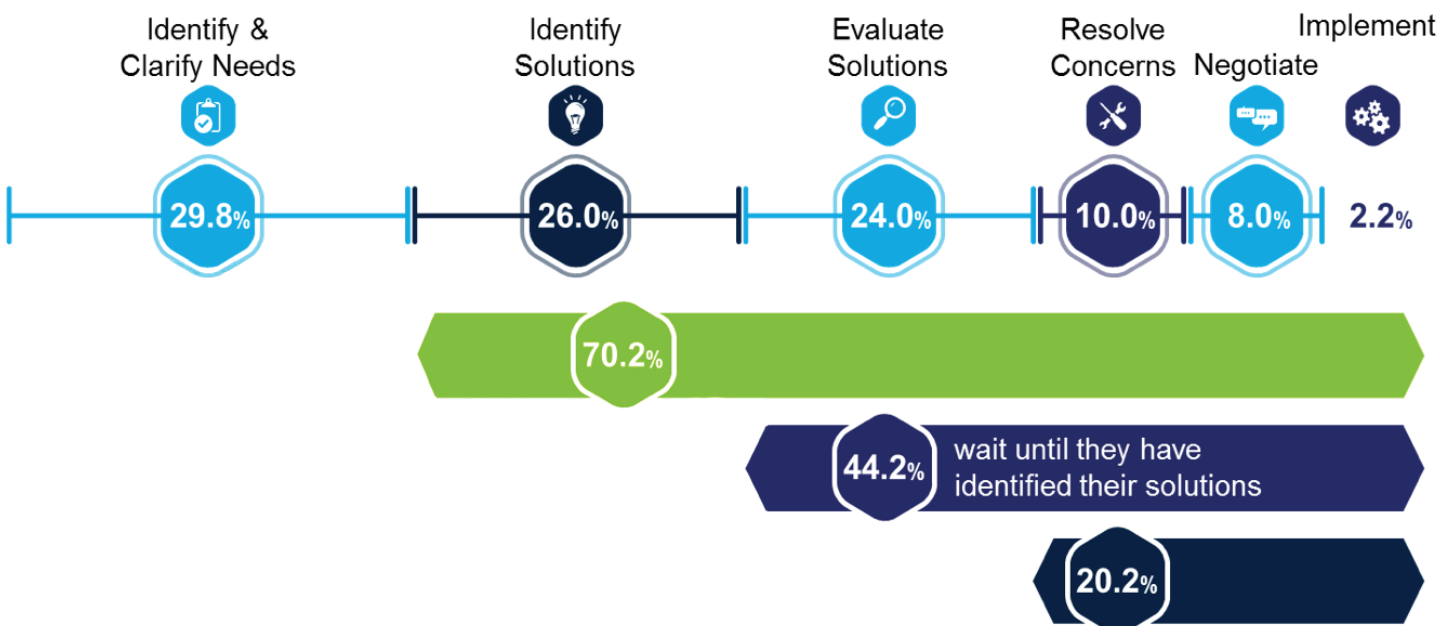 Identify &
Clarify Needs
Identify
Solutions
Evaluate
Solutions
Resolve
Concerns
Negotiate
Implement
29.8%
26.0%
24.0%
10.0%
8.0%
2.2%
70.2%
44.2%
wait until they have
identified their solutions
20.2%